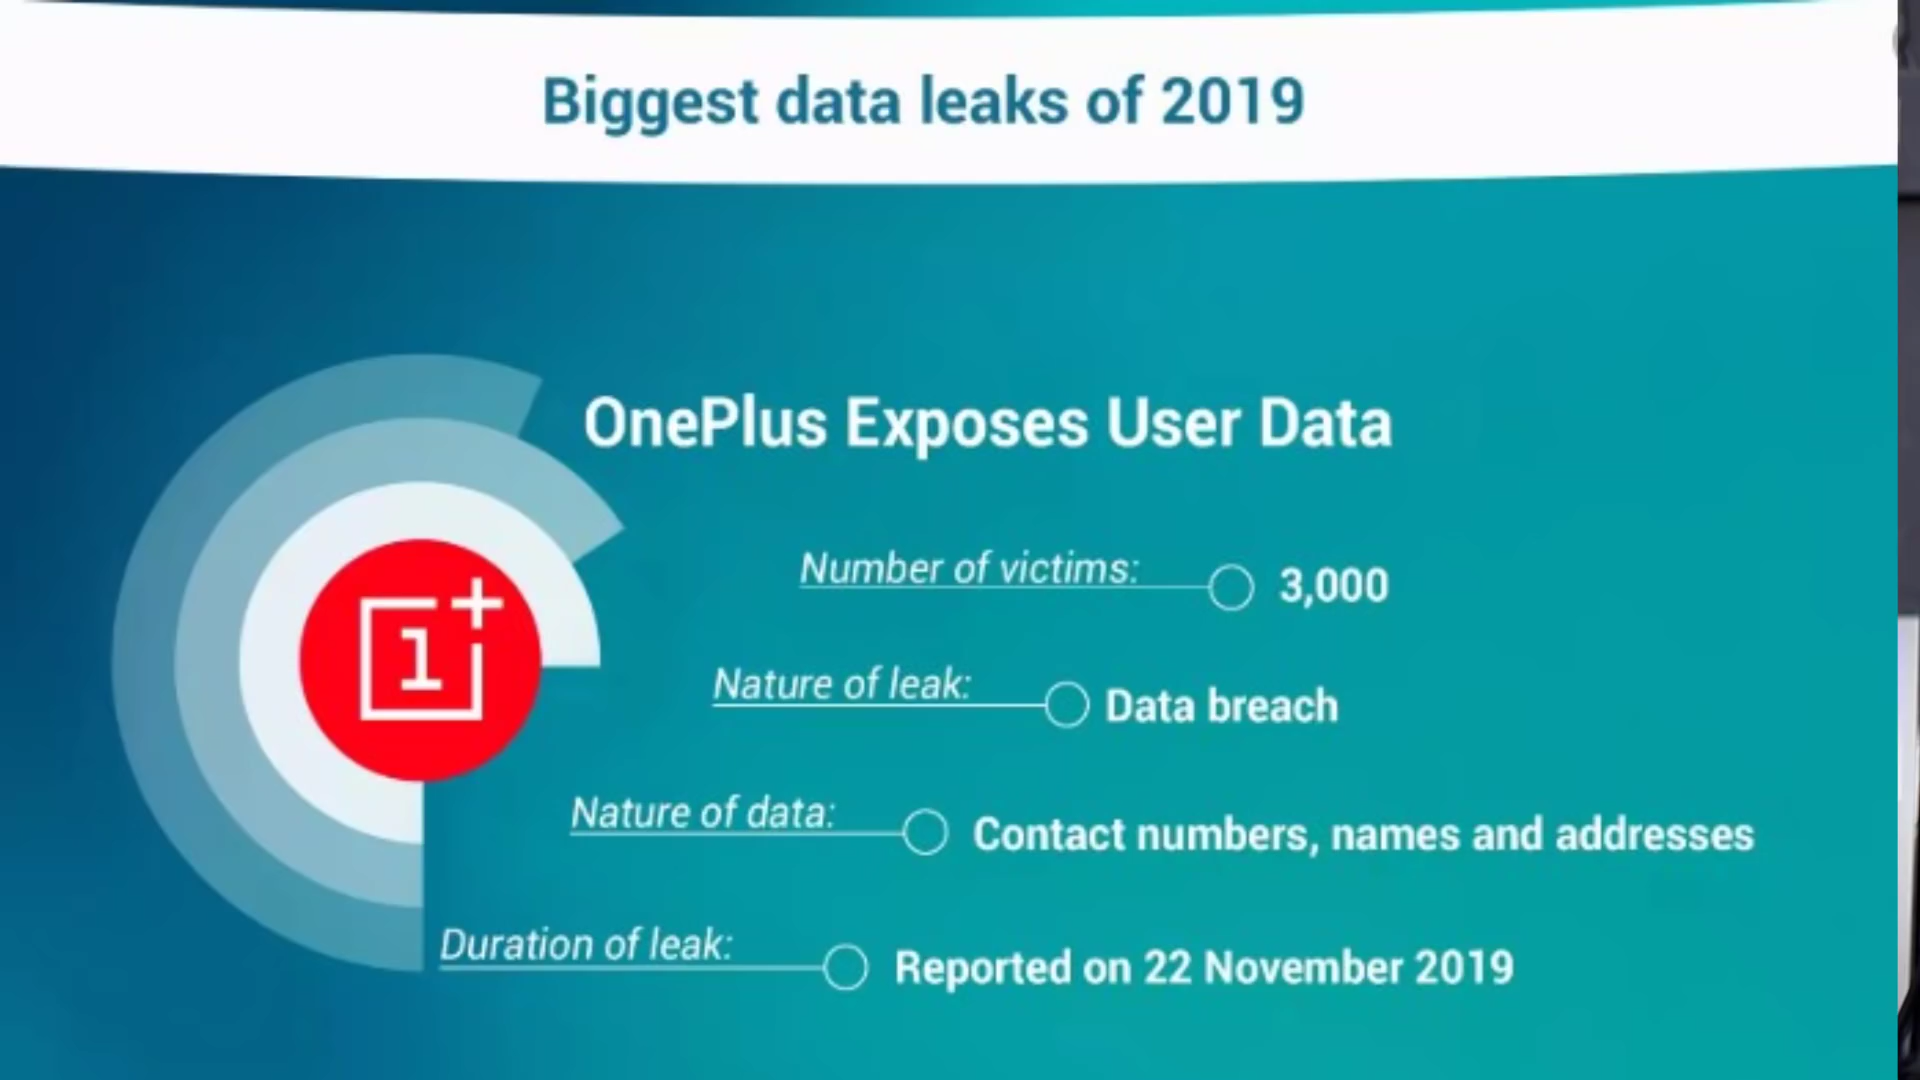 Biggest data leaks of 2019
OnePlus Exposes User Data
Number of victims: 3,000
Nature of leak: Data breach
Nature of data: Contact numbers, names and addresses
Duration of leak: Reported on 22 November 2019
1+